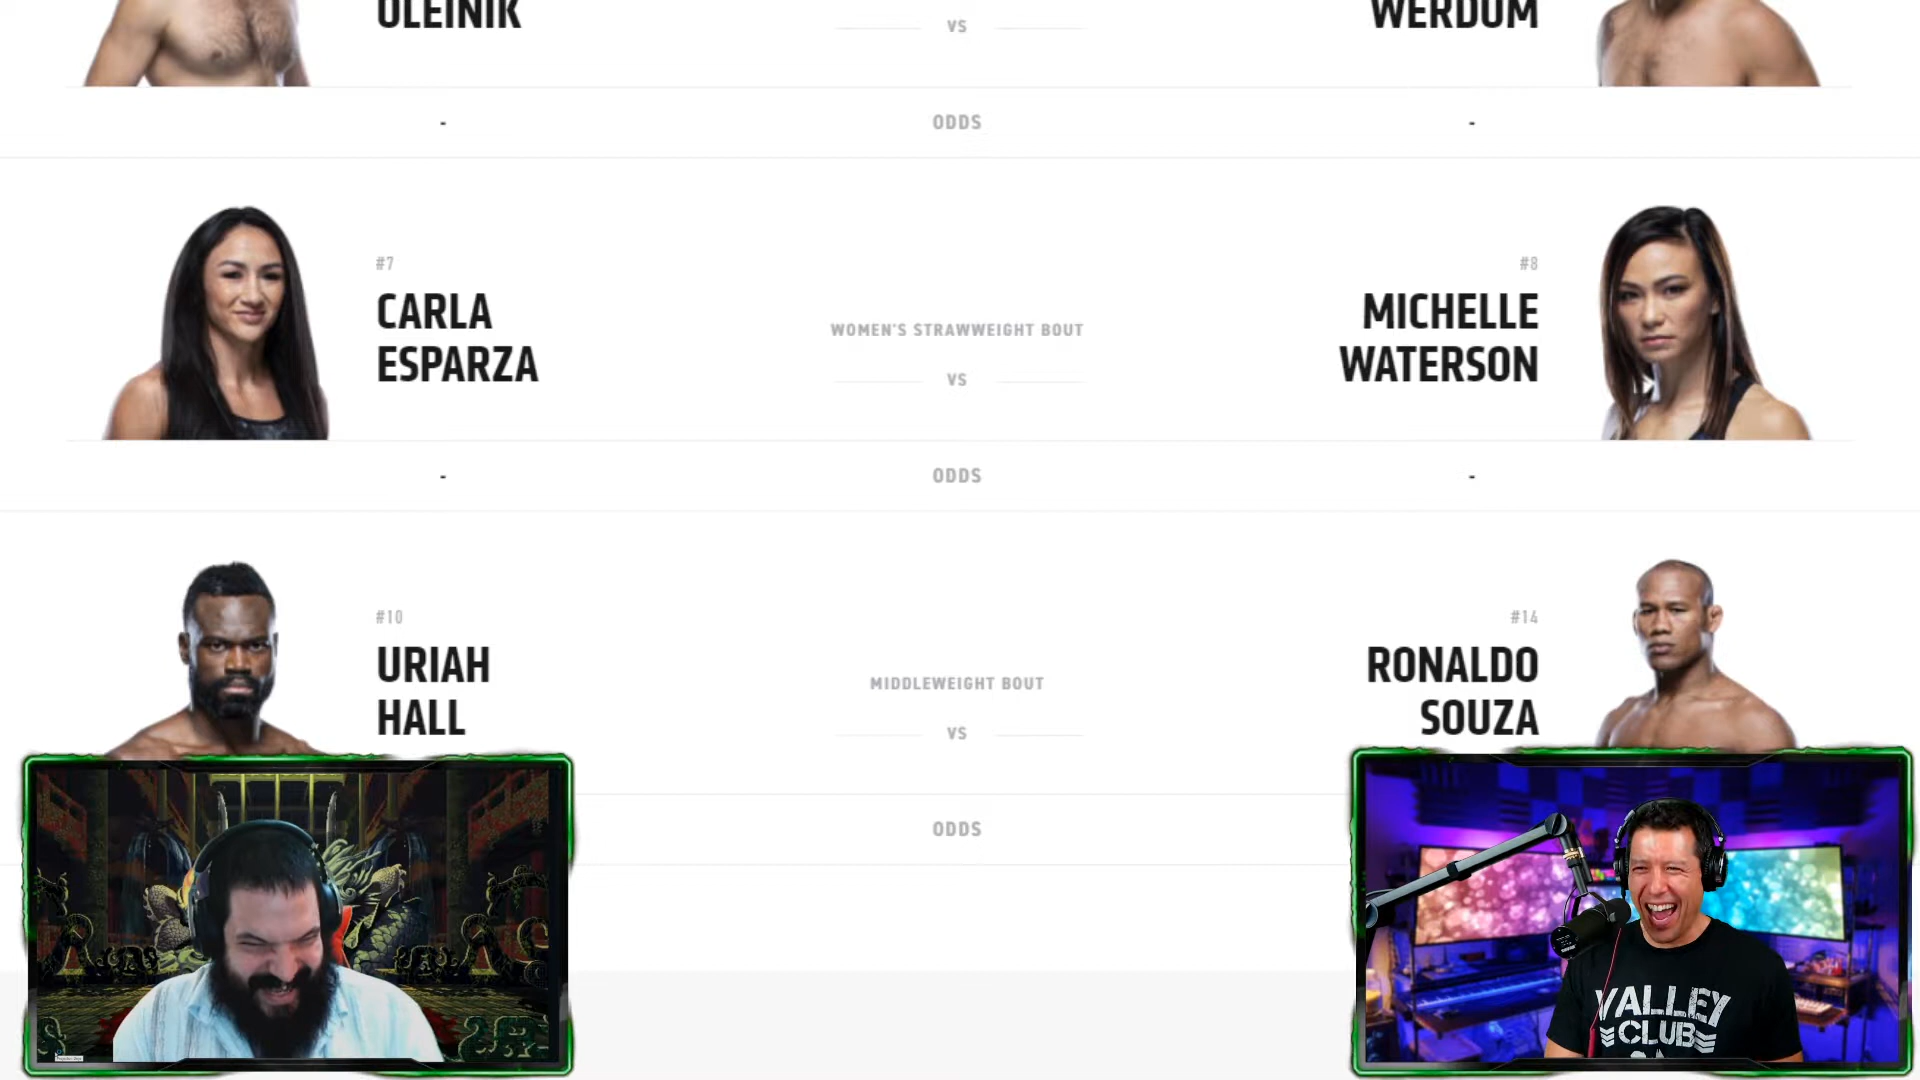 OLEINIK
VS
WERDUM
-
ODDS
-
#7
CARLA
ESPARZA
WOMEN'S STRAWWEIGHT BOUT
VS
#8
MICHELLE
WATERSON
-
ODDS
-
#10
URIAH
HALL
MIDDLEWEIGHT BOUT
VS
#14
RONALDO
SOUZA
ODDS
VALLEY
CLUB